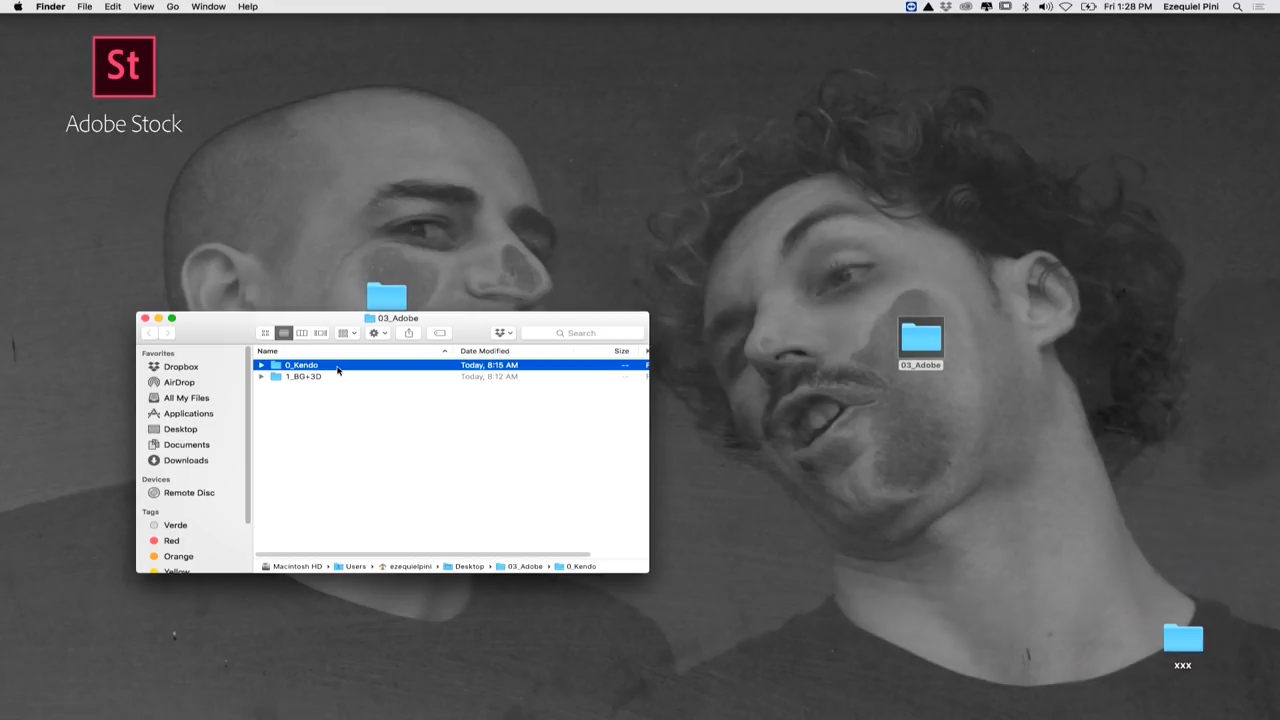 Finder File Edit View Go Window Help Fri 1:28 PM Ezequiel Pini
St
Adobe Stock
03_Adobe
Search
Favorites
Dropbox
AirDrop
All My Files
Applications
Desktop
Documents
Downloads
Devices
Remote Disc
Tags
Verde
Red
Orange
Yellow
Name Date Modified Size
0_Kendo Today, 8:15 AM --
1_BG+3D Today, 8:12 AM --
Macintosh HD Users ezequielpini Desktop 03_Adobe 0_Kendo
03_Adobe
xxx